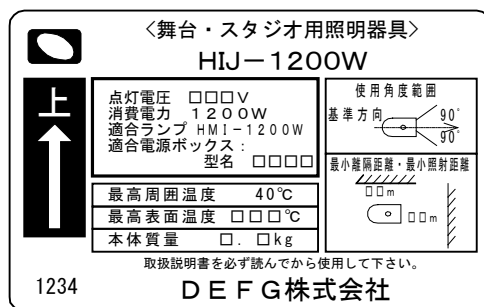 〈舞台・スタジオ用照明器具〉
HIJ－1200W
上
点灯電圧 □□□V
消費電力 1200W
適合ランプ HMI-1200W
適合電源ボックス：
型名 □□□□
最高周囲温度 40℃
最高表面温度 □□□℃
本体質量 □．□kg
使用角度範囲
基準方向
90°
90°
最小離隔距離・最小照射距離
□□m
□□m
取扱説明書を必ず読んでから使用して下さい。
1234
ＤＥＦＧ株式会社